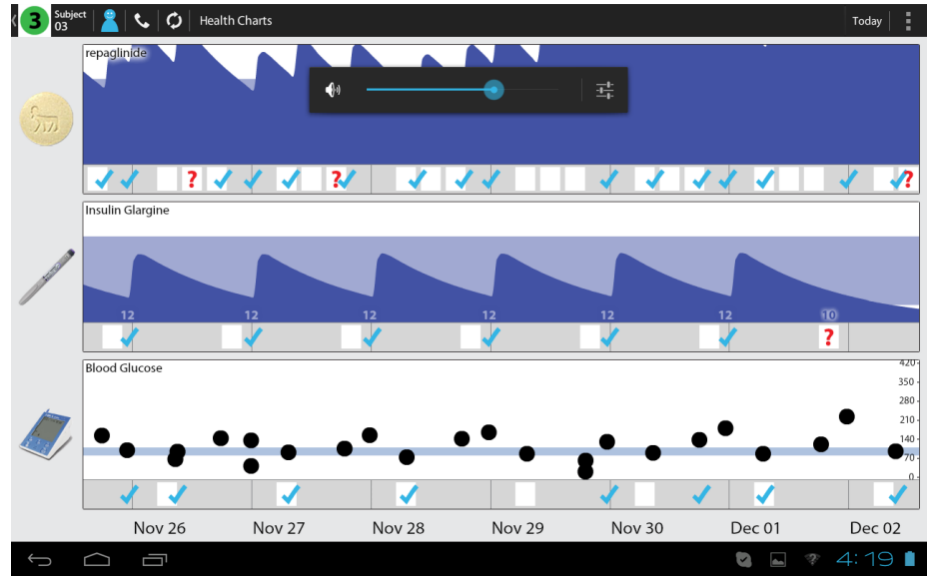 3 Subject 03 Health Charts Today
repaglinide
? ? ?
Insulin Glargine
12 12 12 12 12 12 10
?
Blood Glucose
420
350
280
210
140
70
0
Nov 26 Nov 27 Nov 28 Nov 29 Nov 30 Dec 01 Dec 02
? 4:19